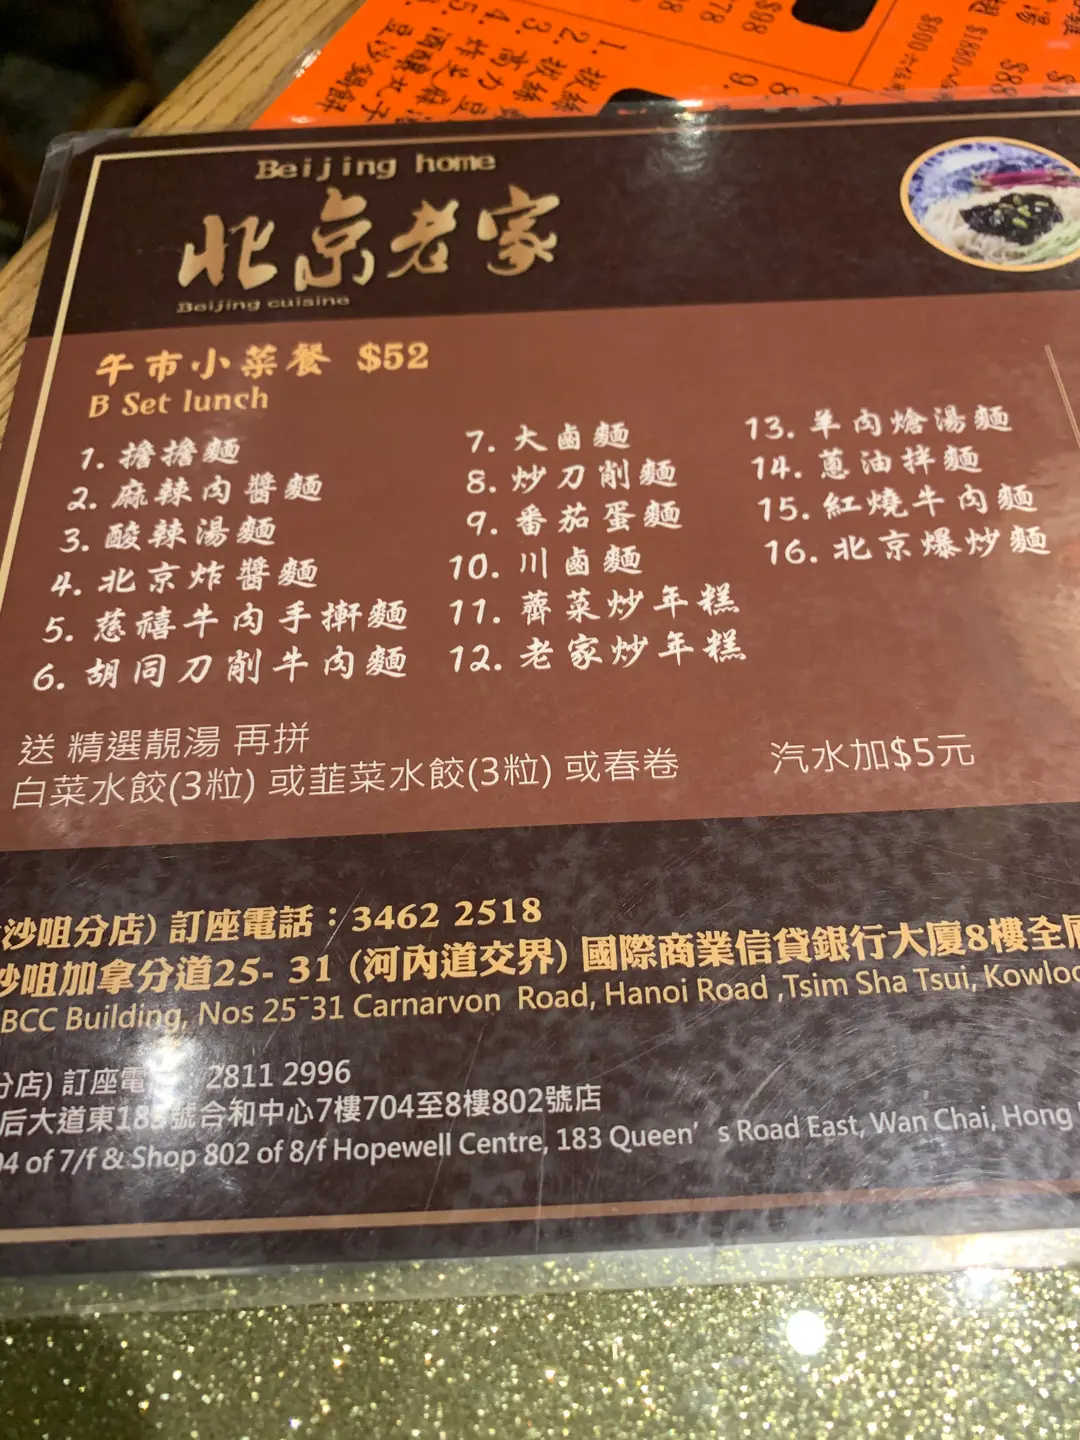 Beijing home
北京老家
Beijing cuisine
午市小菜餐 $52
B Set lunch
1. 擔擔麵
2. 麻辣肉醬麵
3. 酸辣湯麵
4. 北京炸醬麵
5. 慈禧牛肉手擀麵
6. 胡同刀削牛肉麵
7. 大鹵麵
8. 炒刀削麵
9. 番茄蛋麵
10. 川鹵麵
11. 薺菜炒年糕
12. 老家炒年糕
13. 羊肉燴湯麵
14. 蔥油拌麵
15. 紅燒牛肉麵
16. 北京爆炒麵
送 精選靚湯 再拼
白菜水餃(3粒) 或韮菜水餃(3粒) 或春卷
汽水加$5元
沙咀分店) 訂座電話：3462 2518
沙咀加拿分道25- 31 (河內道交界) 國際商業信貸銀行大廈8樓全
BCC Building, Nos 25-31 Carnarvon Road, Hanoi Road ,Tsim Sha Tsui,
分店) 訂座電 2811 2996
后大道東183號合和中心7樓704至8樓802號店
of 7/f & Shop 802 of 8/f Hopewell Centre, 183 Queen's Road East, Wan Chai, Hong